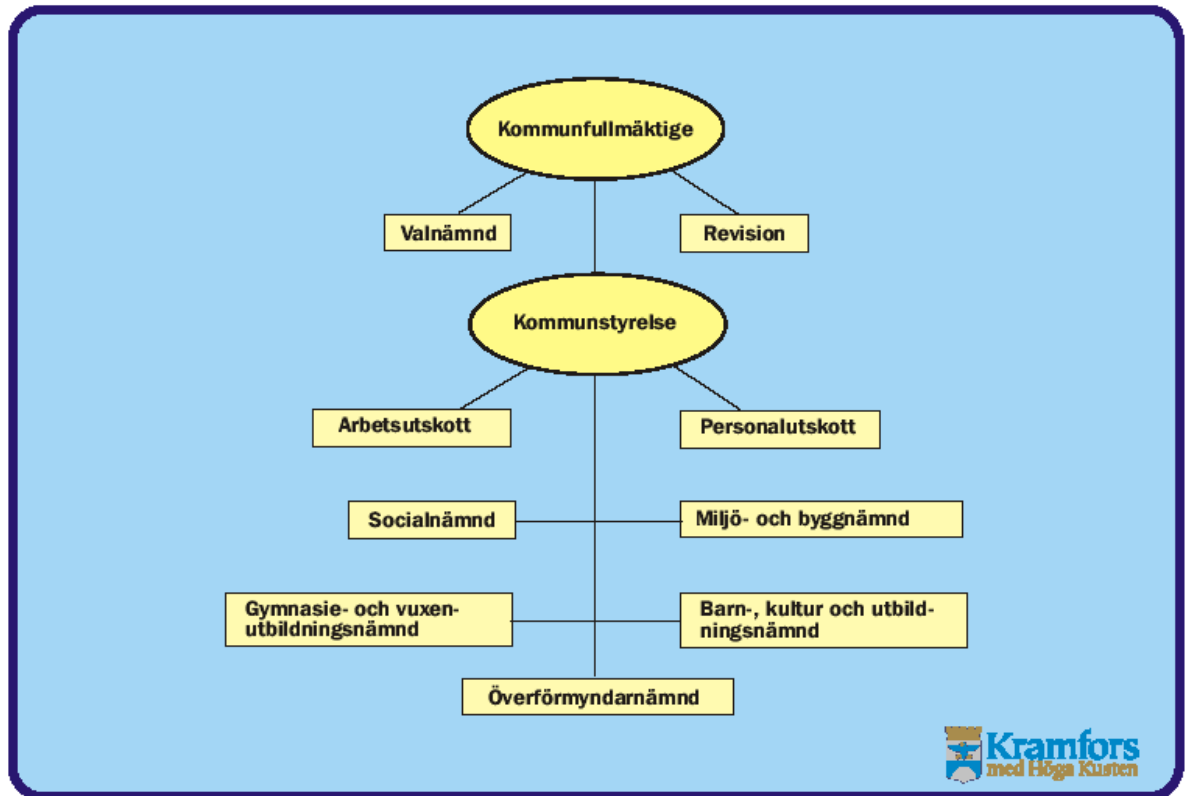 Kommunfullmäktige
Valnämnd
Revision
Kommunstyrelse
Arbetsutskott
Personalutskott
Socialnämnd
Miljö- och byggnämnd
Gymnasie- och vuxen-
utbildningsnämnd
Barn-, kultur och utbild-
ningsnämnd
Överförmyndarnämnd
Kramfors
med Höga Kusten